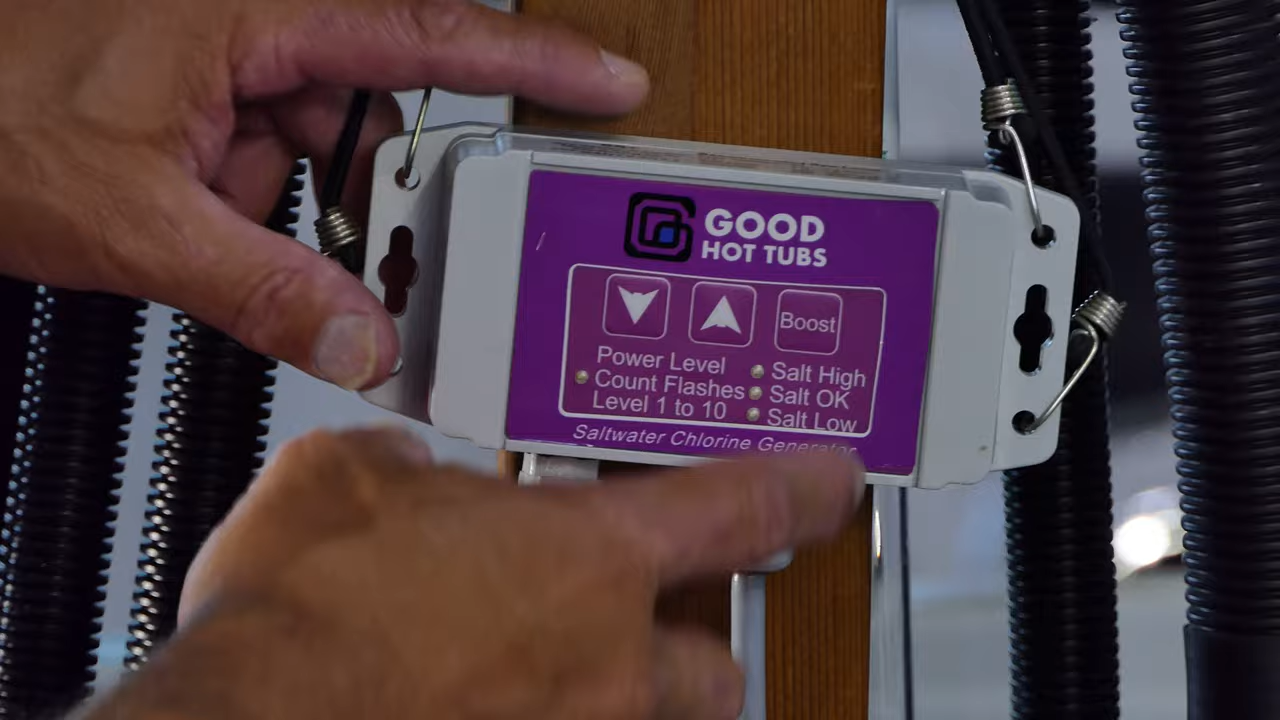 GOOD
HOT TUBS
Boost
Power Level
Count Flashes
Level 1 to 10
Salt High
Salt OK
Salt Low
Saltwater Chlorine Generator